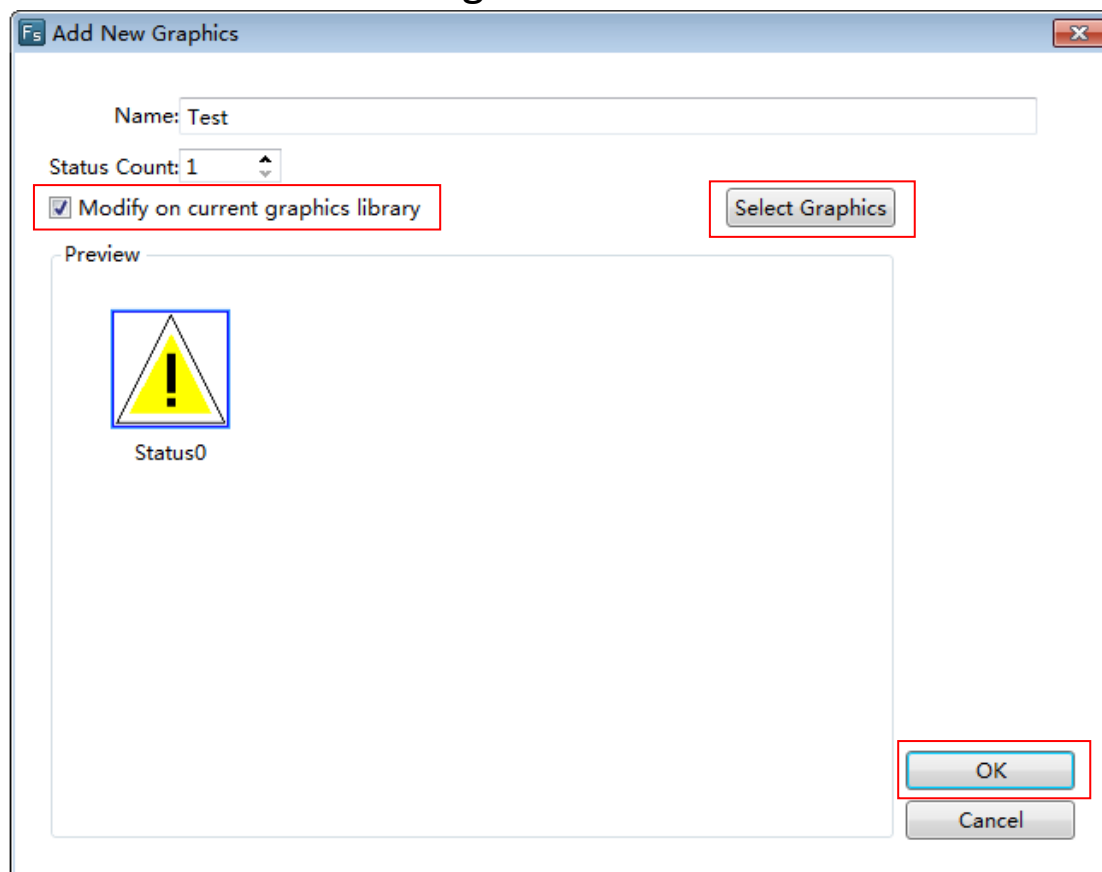 Fs Add New Graphics
Name: Test
Status Count: 1
Modify on current graphics library
Select Graphics
Preview
!
Status0
OK
Cancel